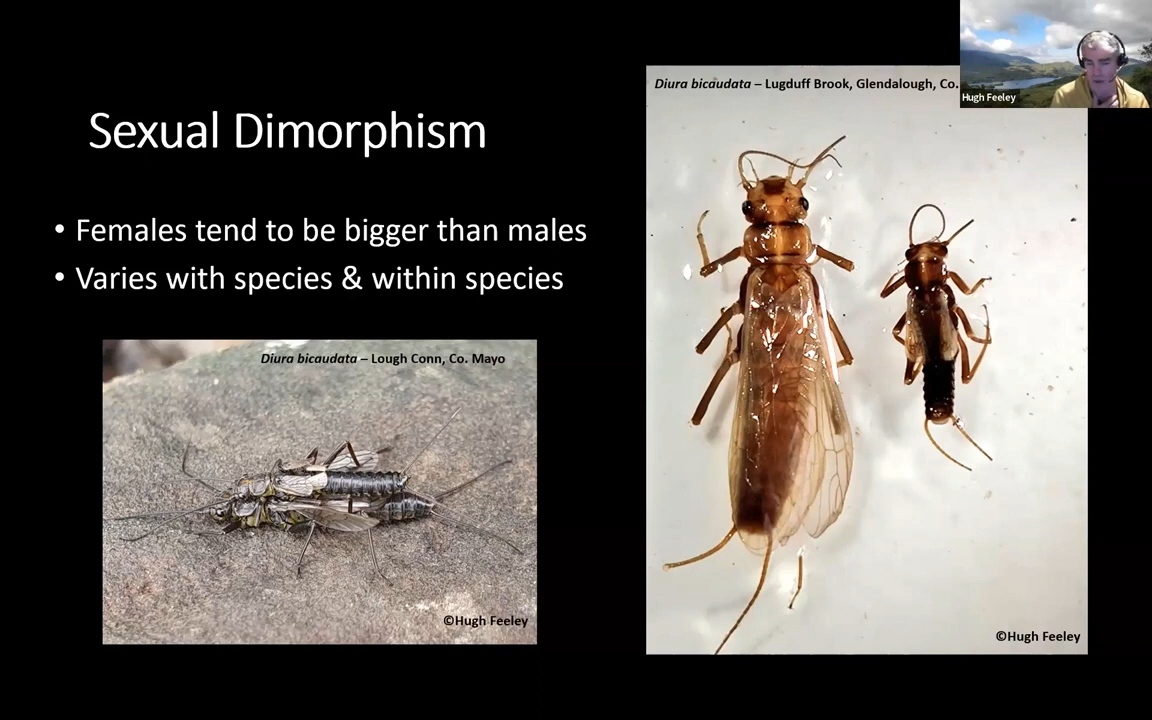 Sexual Dimorphism
• Females tend to be bigger than males
• Varies with species & within species
Diura bicaudata – Lough Conn, Co. Mayo
©Hugh Feeley
Diura bicaudata – Lugduff Brook, Glendalough, Co.
©Hugh Feeley
Hugh Feeley